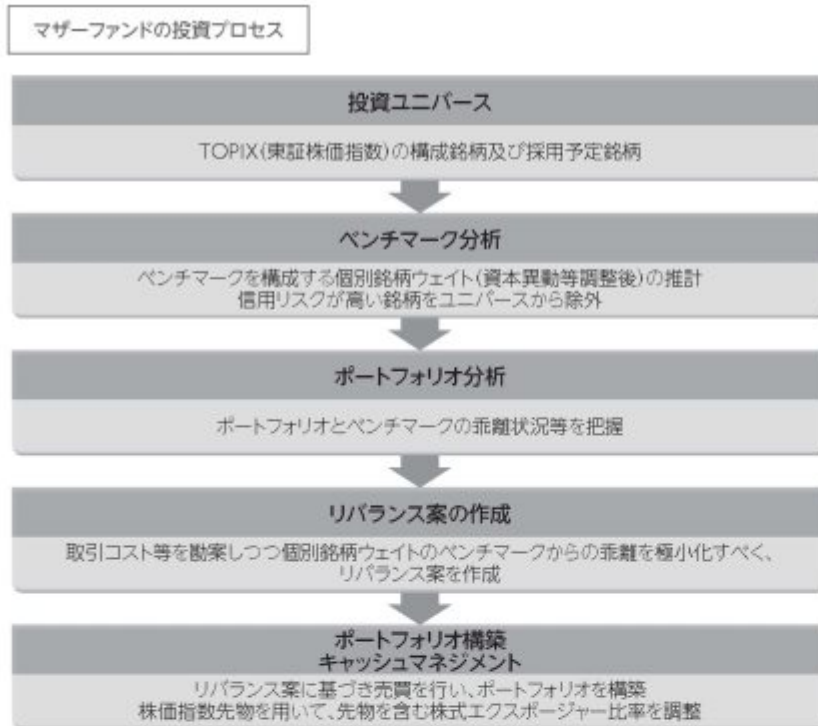 マザーファンドの投資プロセス
投資ユニバース
TOPIX(東証株価指数)の構成銘柄及び採用予定銘柄
ベンチマーク分析
ベンチマークを構成する個別銘柄ウェイト(資本異動等調整後)の推計
信用リスクが高い銘柄をユニバースから除外
ポートフォリオ分析
ポートフォリオとベンチマークの乖離状況等を把握
リバランス案の作成
取引コスト等を勘案しつつ個別銘柄ウェイトのベンチマークからの乖離を極小化すべく、
リバランス案を作成
ポートフォリオ構築
キャッシュマネジメント
リバランス案に基づき売買を行い、ポートフォリオを構築
株価指数先物を用いて、先物を含む株式エクスポージャー比率を調整